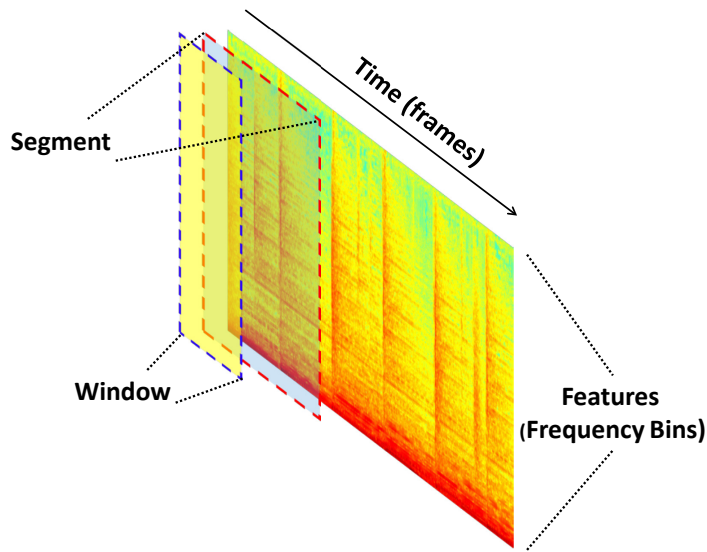 Time (frames)
Segment
Window
Features
(Frequency Bins)